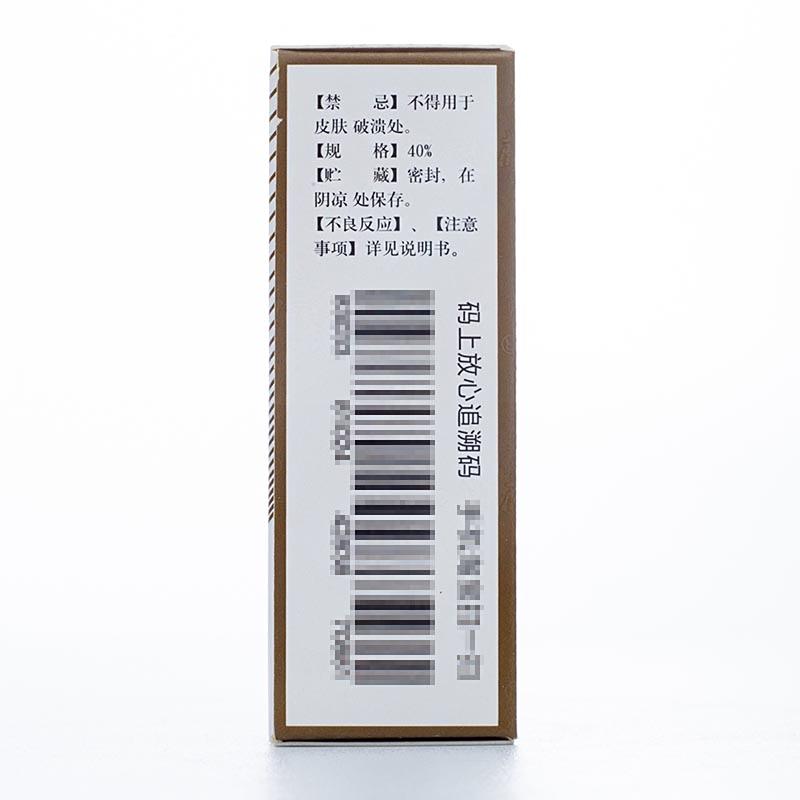 【禁 忌】不得用于
皮肤 破溃处。
【规 格】40%
【贮 藏】密封，在
阴凉 处保存。
【不良反应】、【注意
事项】详见说明书。
码上放心追溯码